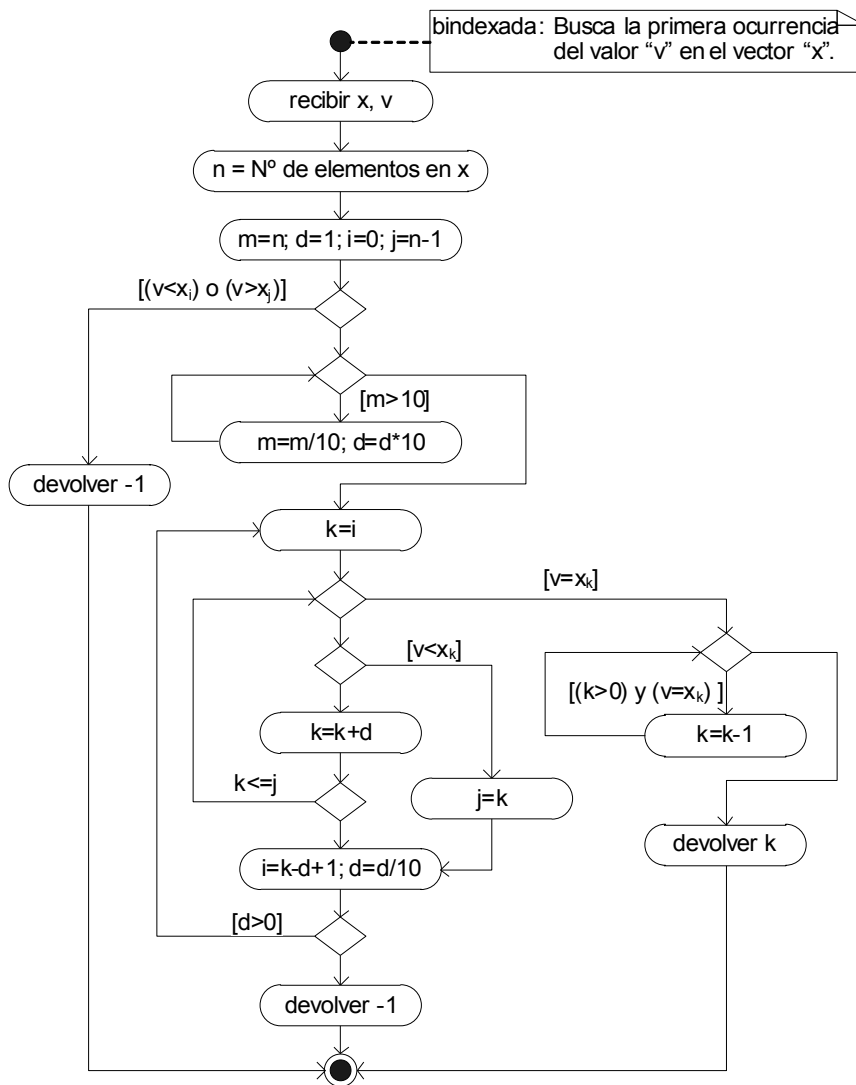 bindexada: Busca la primera ocurrencia
del valor “v” en el vector “x”.
recibir x, v
n = Nº de elementos en x
m=n; d=1; i=0; j=n-1
[(v<xi) o (v>xj)]
[m>10]
m=m/10; d=d*10
devolver -1
k=i
[v=xk]
[v<xk]
[(k>0) y (v=xk) ]
k=k+d
k=k-1
k<=j
j=k
devolver k
i=k-d+1; d=d/10
[d>0]
devolver -1